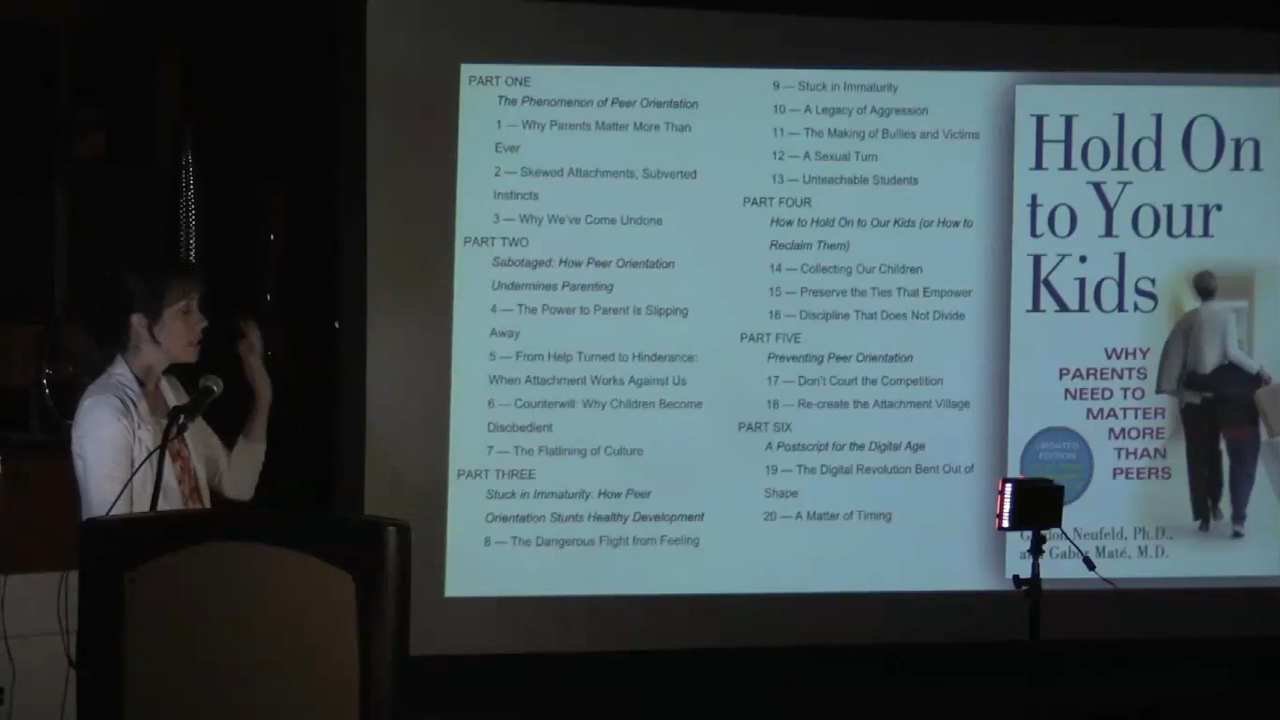 PART ONE
The Phenomenon of Peer Orientation
1 — Why Parents Matter More Than
Ever
2 — Skewed Attachments, Subverted
Instincts
3 — Why We've Come Undone
PART TWO
Sabotaged: How Peer Orientation
Undermines Parenting
4 — The Power to Parent Is Slipping
Away
5 — From Help Turned to Hinderance:
When Attachment Works Against Us
6 — Counterwill: Why Children Become
Disobedient
7 — The Flatlining of Culture
PART THREE
Stuck in Immaturity: How Peer
Orientation Stunts Healthy Development
8 — The Dangerous Flight from Feeling
9 — Stuck in Immaturity
10 — A Legacy of Aggression
11 — The Making of Bullies and Victims
12 — A Sexual Turn
13 — Unteachable Students
PART FOUR
How to Hold On to Our Kids (or How to
Reclaim Them)
14 — Collecting Our Children
15 — Preserve the Ties That Empower
16 — Discipline That Does Not Divide
PART FIVE
Preventing Peer Orientation
17 — Don't Court the Competition
18 — Re-create the Attachment Village
PART SIX
A Postscript for the Digital Age
19 — The Digital Revolution Bent Out of
Shape
20 — A Matter of Timing
Hold On
to Your
Kids
WHY
PARENTS
NEED TO
MATTER
MORE
THAN
PEERS
UPDATED
EDITION
Neufeld, Ph.D.,
Maté, M.D.